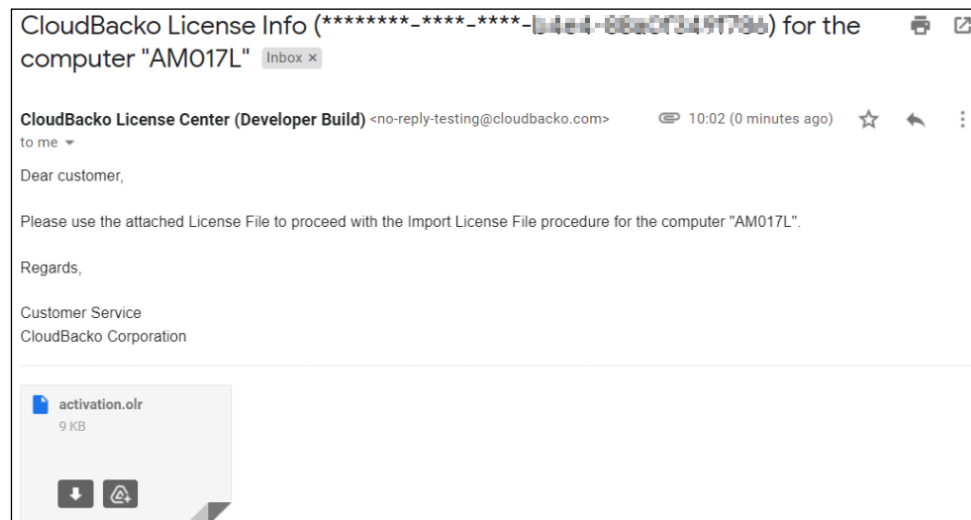 CloudBacko License Info (********-****-****-) for the
computer "AM017L" Inbox ×
CloudBacko License Center (Developer Build) <no-reply-testing@cloudbacko.com> 10:02 (0 minutes ago)
to me
Dear customer,
Please use the attached License File to proceed with the Import License File procedure for the computer "AM017L".
Regards,
Customer Service
CloudBacko Corporation
activation.olr
9 KB